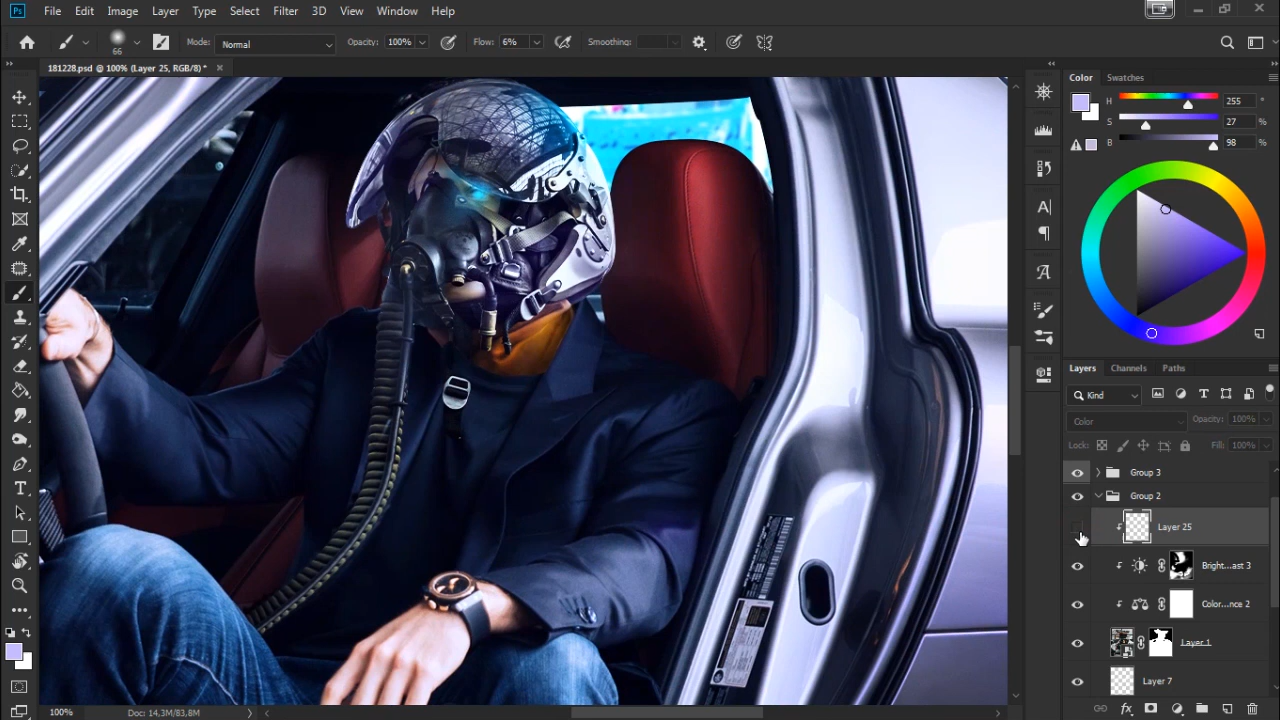 Ps File Edit Image Layer Type Select Filter 3D View Window Help
66 Mode: Normal Opacity: 100% Flow: 6% Smoothing:
181228.psd @ 100% (Layer 25, RGB/8) *
Color Swatches
H 255 °
S 27 %
B 98 %
Layers Channels Paths
Kind
Color Opacity: 100%
Lock: Fill: 100%
Group 3
Group 2
Layer 25
Bright...ast 3
Color...nce 2
Layer 1
Layer 7
100% Doc: 14,3M/83,8M